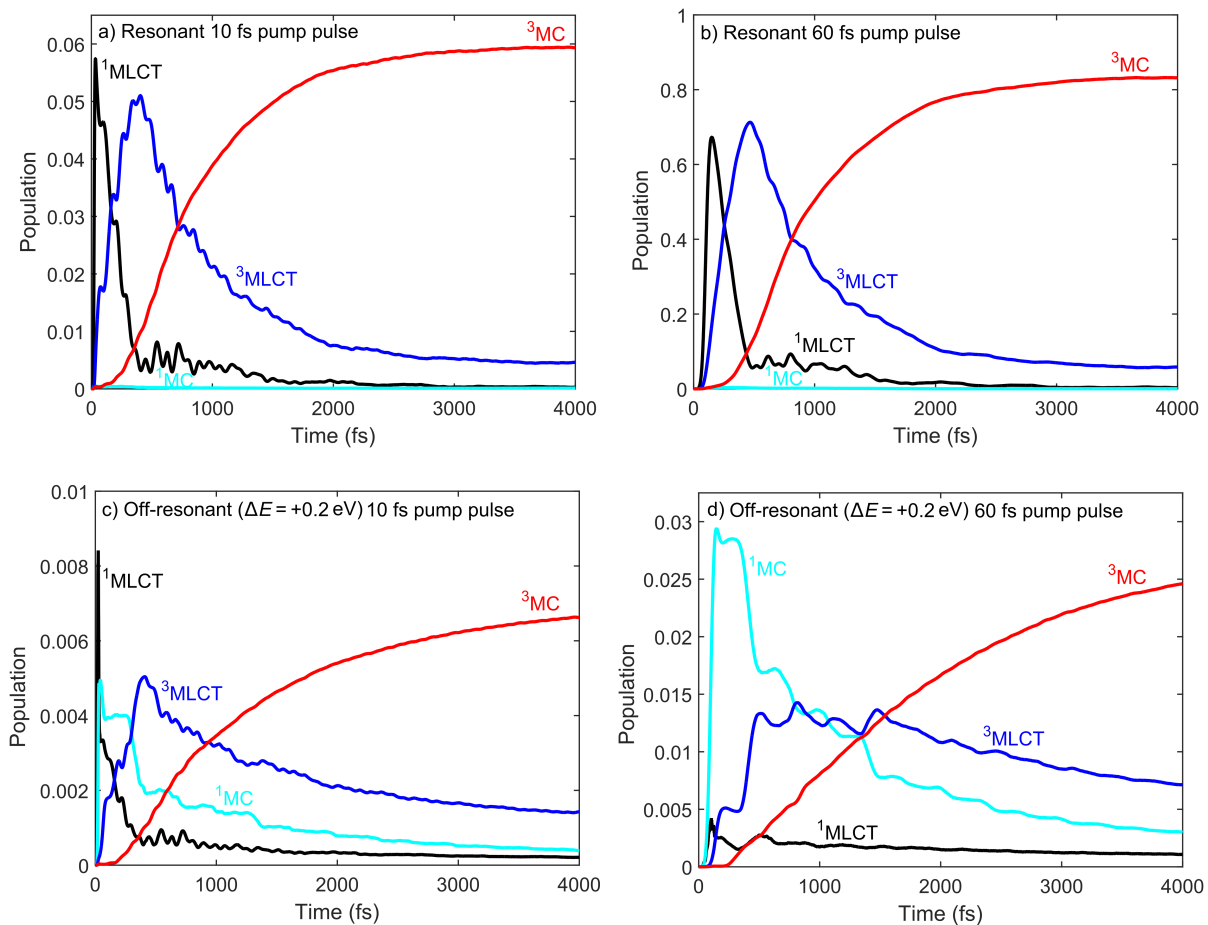 a) Resonant 10 fs pump pulse
³MC
¹MLCT
³MLCT
¹MC
0.06
0.05
0.04
0.03
0.02
0.01
0
0 1000 2000 3000 4000
Population
Time (fs)
b) Resonant 60 fs pump pulse
³MC
³MLCT
¹MLCT
¹MC
1
0.8
0.6
0.4
0.2
0
0 1000 2000 3000 4000
Population
Time (fs)
c) Off-resonant (ΔE = +0.2 eV) 10 fs pump pulse
¹MLCT
³MC
³MLCT
¹MC
0.01
0.008
0.006
0.004
0.002
0
0 1000 2000 3000 4000
Population
Time (fs)
d) Off-resonant (ΔE = +0.2 eV) 60 fs pump pulse
¹MC
³MC
³MLCT
¹MLCT
0.03
0.025
0.02
0.015
0.01
0.005
0
0 1000 2000 3000 4000
Population
Time (fs)